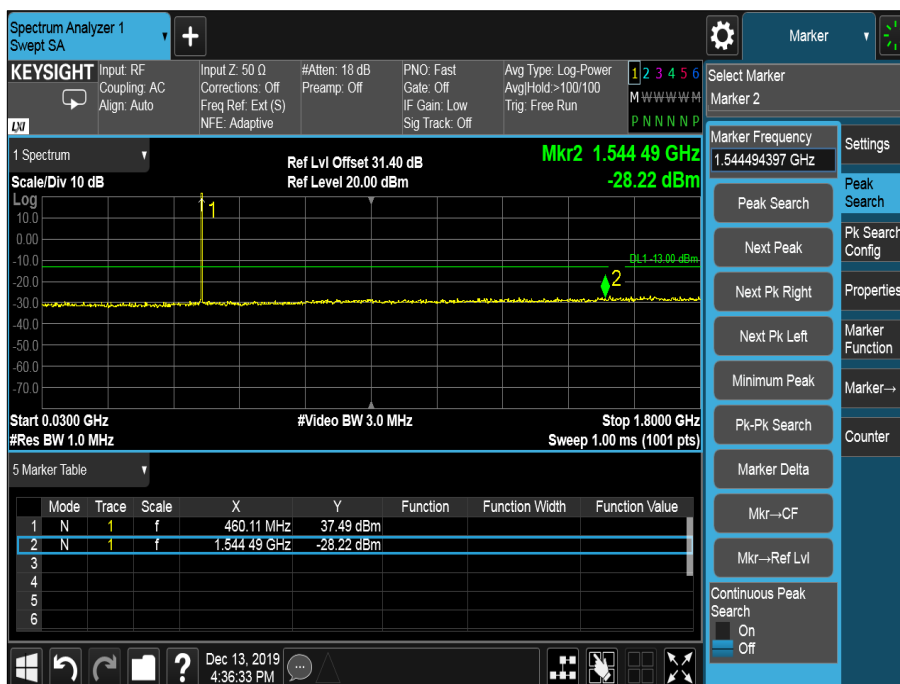 Spectrum Analyzer 1
Swept SA
+
Marker
KEYSIGHT
LXI
Input: RF
Coupling: AC
Align: Auto
Input Z: 50 Ω
Corrections: Off
Freq Ref: Ext (S)
NFE: Adaptive
#Atten: 18 dB
Preamp: Off
PNO: Fast
Gate: Off
IF Gain: Low
Sig Track: Off
Avg Type: Log-Power
Avg|Hold:>100/100
Trig: Free Run
1 2 3 4 5 6
M W W W W M
P N N N N P
Select Marker
Marker 2
1 Spectrum
Scale/Div 10 dB
Ref Lvl Offset 31.40 dB
Ref Level 20.00 dBm
Mkr2 1.544 49 GHz
-28.22 dBm
Log
10.0
0.00
-10.0
-20.0
-30.0
-40.0
-50.0
-60.0
-70.0
1
DL1 -13.00 dBm
2
Start 0.0300 GHz
#Video BW 3.0 MHz
Stop 1.8000 GHz
#Res BW 1.0 MHz
Sweep 1.00 ms (1001 pts)
5 Marker Table
Mode Trace Scale X Y Function Function Width Function Value
1 N 1 f 460.11 MHz 37.49 dBm
2 N 1 f 1.544 49 GHz -28.22 dBm
3
4
5
6
Marker Frequency
1.544494397 GHz
Peak Search
Next Peak
Next Pk Right
Next Pk Left
Minimum Peak
Pk-Pk Search
Marker Delta
Mkr→CF
Mkr→Ref Lvl
Continuous Peak
Search
On
Off
Settings
Peak
Search
Pk Search
Config
Properties
Marker
Function
Marker→
Counter
?
Dec 13, 2019
4:36:33 PM